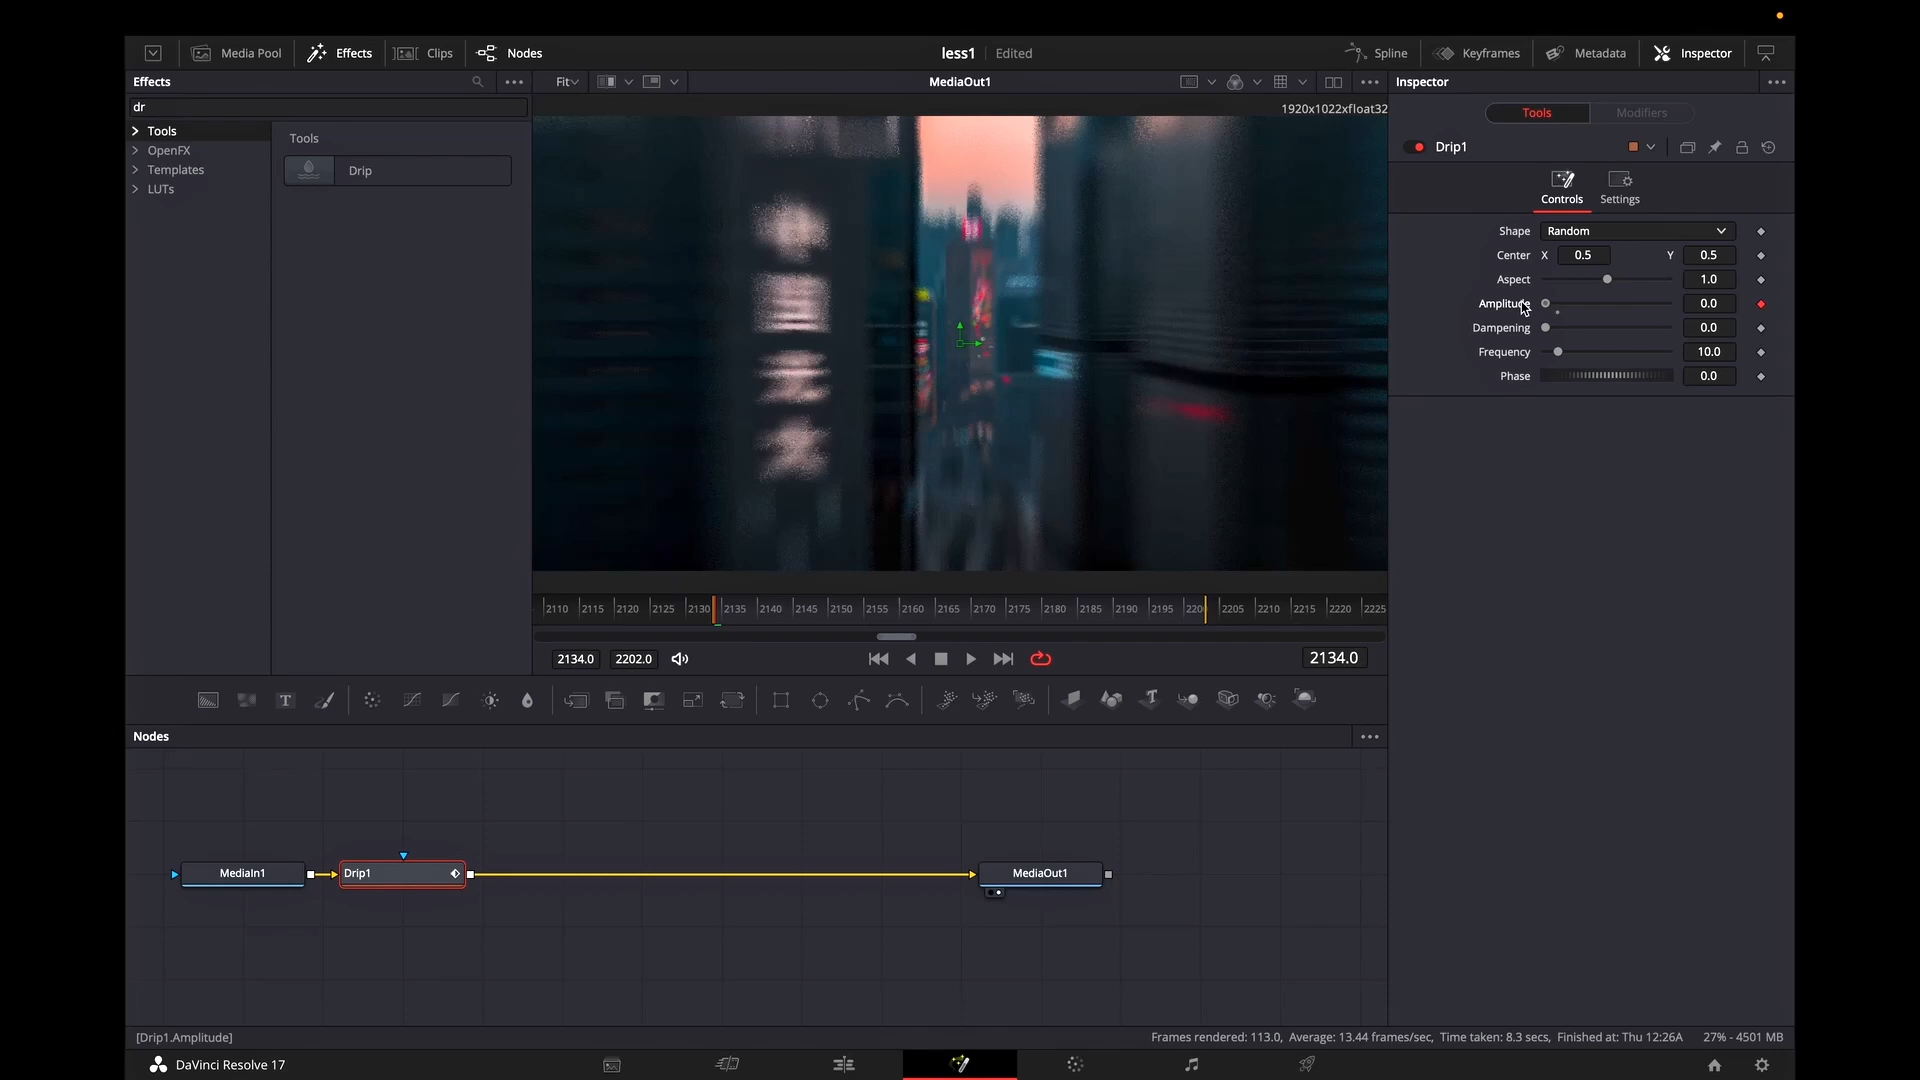 Media Pool Effects Clips Nodes less1 Edited Spline Keyframes Metadata Inspector
Effects Fit MediaOut1 Inspector
dr 1920x1022xfloat32
Tools Modifiers
Tools Tools
OpenFX
Templates
LUTs
Drip
Drip1
Controls Settings
Shape Random
Center X 0.5 Y 0.5
Aspect 1.0
Amplitude 0.0
Dampening 0.0
Frequency 10.0
Phase 0.0
2110 2115 2120 2125 2130 2135 2140 2145 2150 2155 2160 2165 2170 2175 2180 2185 2190 2195 220 2205 2210 2215 2220 2225
2134.0 2202.0 2134.0
T T
Nodes
MediaIn1 Drip1 MediaOut1
[Drip1.Amplitude] Frames rendered: 113.0, Average: 13.44 frames/sec, Time taken: 8.3 secs, Finished at: Thu 12:26A 27% - 4501 MB
DaVinci Resolve 17